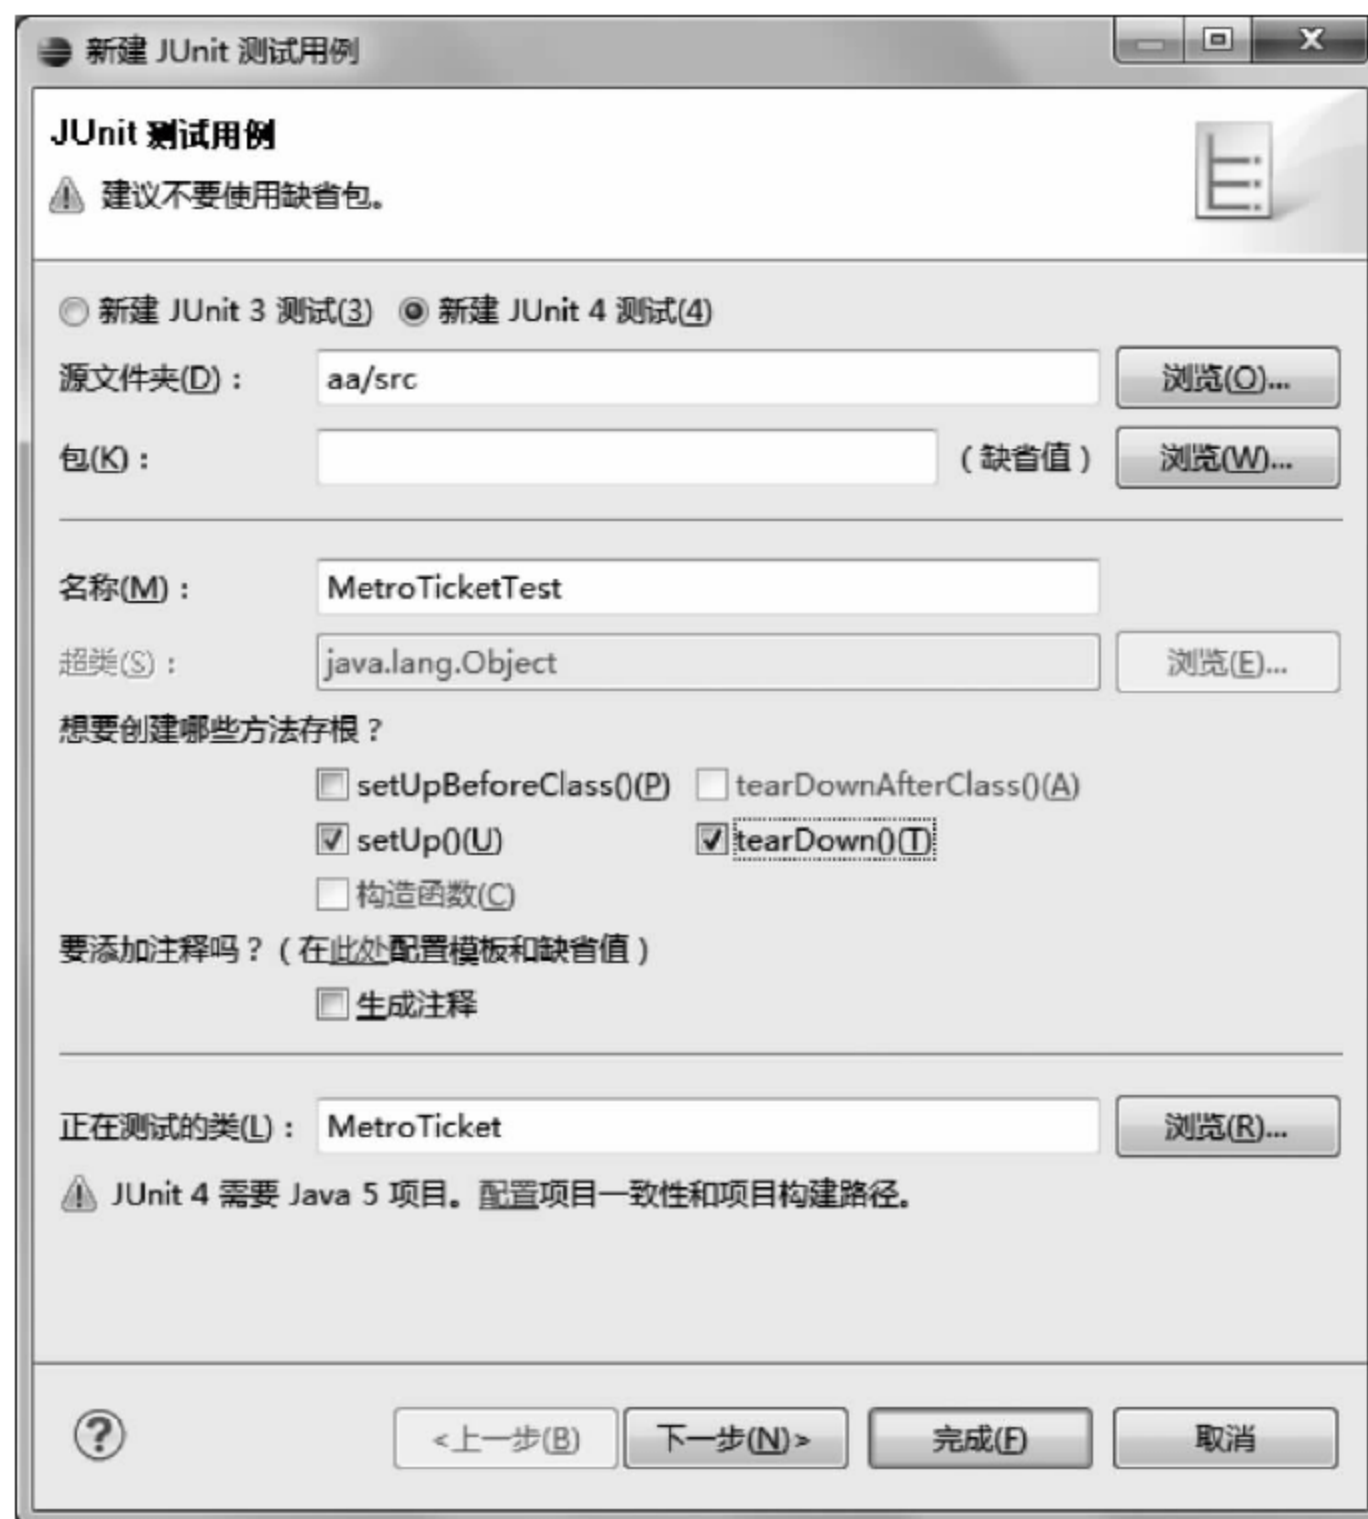 新建 JUnit 测试用例
JUnit 测试用例
建议不要使用缺省包。
新建 JUnit 3 测试(3) 新建 JUnit 4 测试(4)
源文件夹(D)： aa/src 浏览(O)...
包(K)： （缺省值） 浏览(W)...
名称(M)： MetroTicketTest
超类(S)： java.lang.Object 浏览(E)...
想要创建哪些方法存根？
setUpBeforeClass()(P) tearDownAfterClass()(A)
setUp()(U) tearDown()(T)
构造函数(C)
要添加注释吗？（在此处配置模板和缺省值）
生成注释
正在测试的类(L)： MetroTicket 浏览(R)...
JUnit 4 需要 Java 5 项目。配置项目一致性和项目构建路径。
<上一步(B) 下一步(N)> 完成(F) 取消